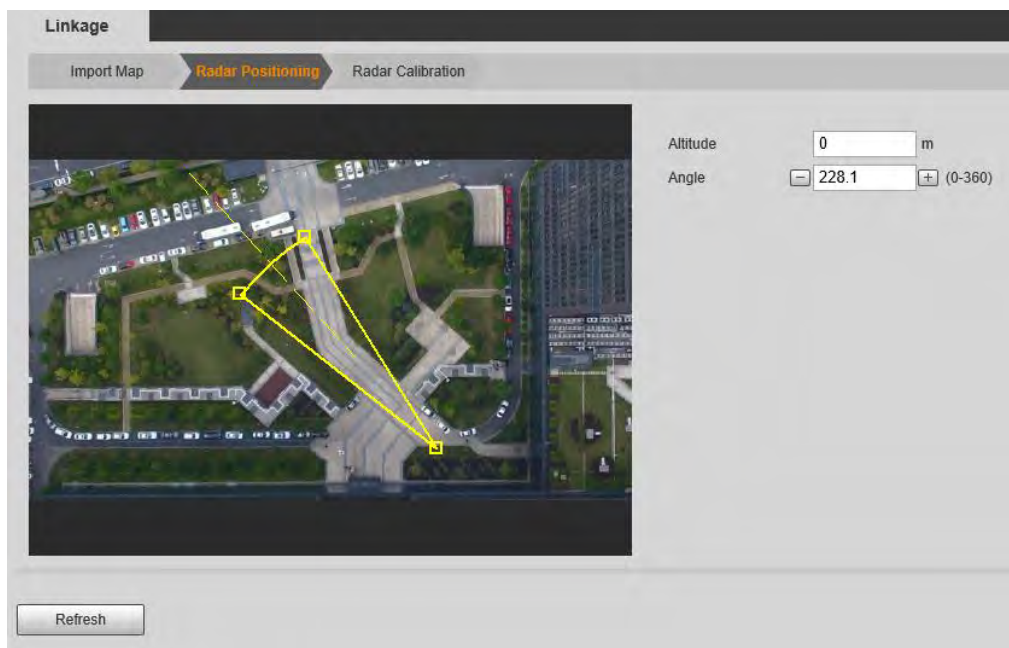 Linkage
Import Map Radar Positioning Radar Calibration
Altitude 0 m
Angle - 228.1 + (0-360)
Refresh